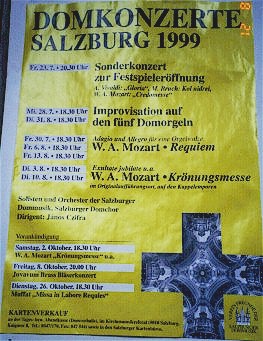 DOMKONZERTE
SALZBURG 1999
Fr. 23. 7. • 20.30 Uhr
Sonderkonzert
zur Festspieleröffnung
A. Vivaldi: „Gloria", M. Bruch: Kol nidrei,
W. A. Mozart: „Credomesse"
Mi. 28. 7. • 18.30 Uhr
Di. 31. 8. • 18.30 Uhr
Improvisation auf
den fünf Domorgeln
Fr. 30. 7. • 18.30 Uhr
Fr. 6. 8. • 18.30 Uhr
Fr. 13. 8. • 18.30 Uhr
Adagio und Allegro für eine Orgelwalze
W. A. Mozart • Requiem
Di. 3. 8. • 18.30 Uhr
Di. 10. 8. • 18.30 Uhr
Exultate jubilate u.a.
W. A. Mozart • Krönungsmesse
im Originalaufführungsort, auf den Kuppelemporen
Solisten und Orchester der Salzburger
Dommusik, Salzburger Domchor
Dirigent: János Czifra
Vorankündigung
Samstag, 2. Oktober, 18.30 Uhr
W. A. Mozart „Krönungsmesse" u.a.
Freitag, 8. Oktober, 20.00 Uhr
Juvavum Brass Bläserkonzert
Dienstag, 26. Oktober, 18.30 Uhr
Muffat „Missa in Labore Requies"
KARTENVERKAUF